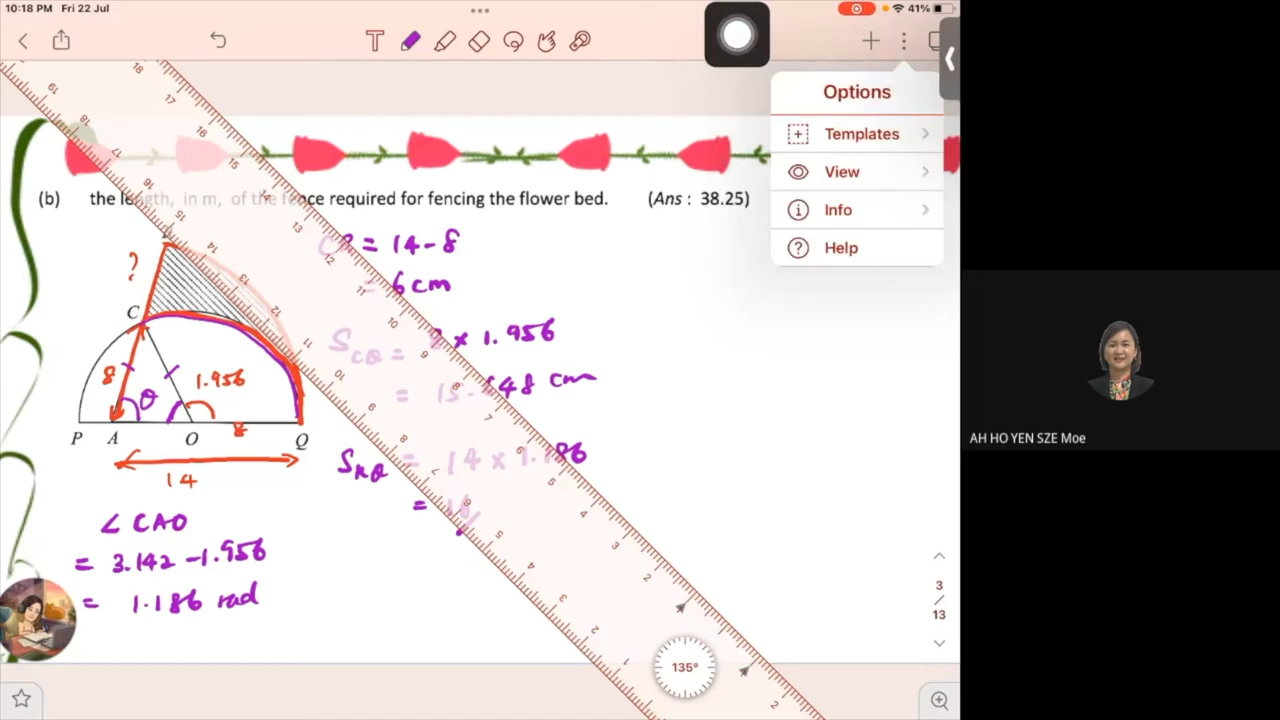 10:18 PM Fri 22 Jul
41%
Options
Templates
View
Info
Help
(b) the length, in m, of the fence required for fencing the flower bed. (Ans : 38.25)
= 14 - 8
= 6 cm
?
C
8
θ
1.956
8
P A O Q
14
S CQ = 8 × 1.956
= cm
S RQ = 14 × 1.186
=
∠ CAO
= 3.142 - 1.956
= 1.186 rad
135°
3
/
13
AH HO YEN SZE Moe